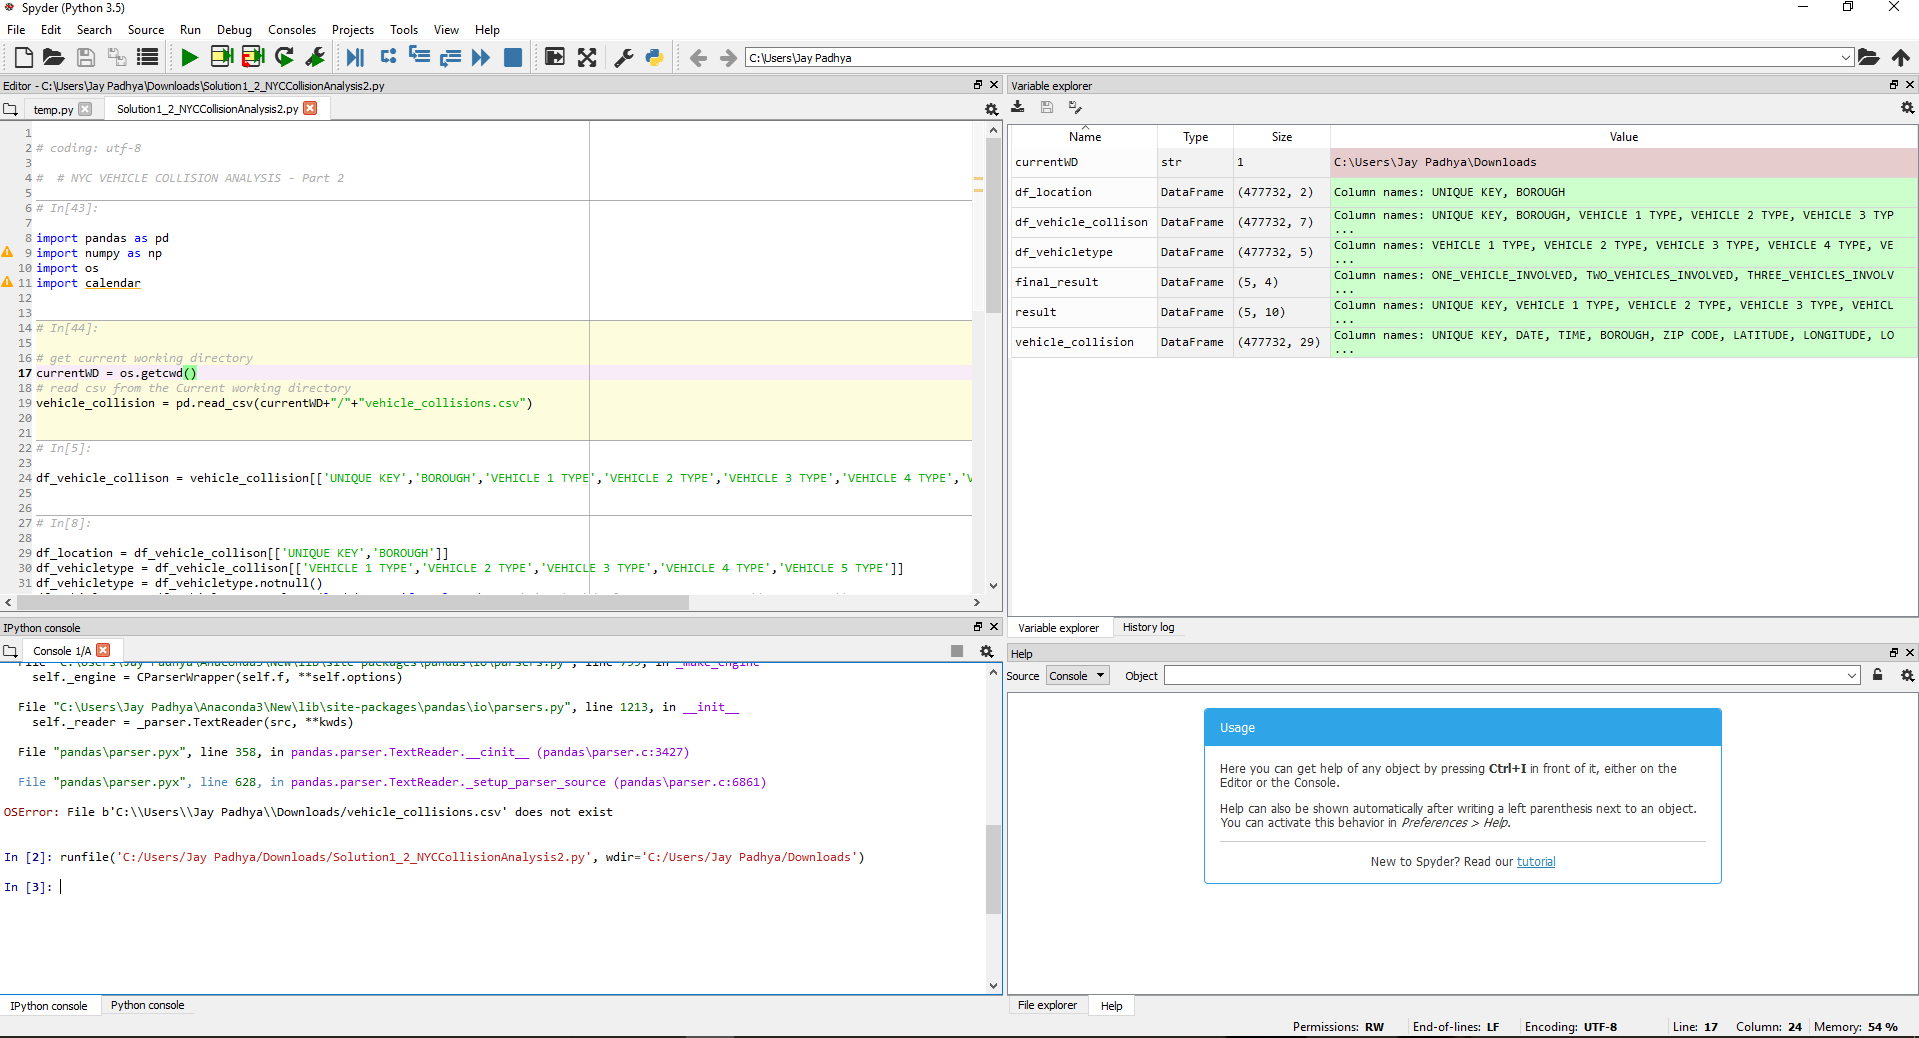 Spyder (Python 3.5)
File Edit Search Source Run Debug Consoles Projects Tools View Help
C:\Users\Jay Padhya
Editor - C:\Users\Jay Padhya\Downloads\Solution1_2_NYCCollisionAnalysis2.py
temp.py Solution1_2_NYCCollisionAnalysis2.py
1
2 # coding: utf-8
3
4 #  # NYC VEHICLE COLLISION ANALYSIS - Part 2
5
6 # In[43]:
7
8 import pandas as pd
9 import numpy as np
10 import os
11 import calendar
12
13
14 # In[44]:
15
16 # get current working directory
17 currentWD = os.getcwd()
18 # read csv from the Current working directory
19 vehicle_collision = pd.read_csv(currentWD+"/"+"vehicle_collisions.csv")
20
21
22 # In[5]:
23
24 df_vehicle_collison = vehicle_collision[['UNIQUE KEY','BOROUGH','VEHICLE 1 TYPE','VEHICLE 2 TYPE','VEHICLE 3 TYPE','VEHICLE 4 TYPE','V
25
26
27 # In[8]:
28
29 df_location = df_vehicle_collison[['UNIQUE KEY','BOROUGH']]
30 df_vehicletype = df_vehicle_collison[['VEHICLE 1 TYPE','VEHICLE 2 TYPE','VEHICLE 3 TYPE','VEHICLE 4 TYPE','VEHICLE 5 TYPE']]
31 df_vehicletype = df_vehicletype.notnull()
IPython console
Console 1/A
File "C:\Users\Jay Padhya\Anaconda3\New\lib\site-packages\pandas\io\parsers.py", line 799, in _make_engine
self._engine = CParserWrapper(self.f, **self.options)
File "C:\Users\Jay Padhya\Anaconda3\New\lib\site-packages\pandas\io\parsers.py", line 1213, in __init__
self._reader = _parser.TextReader(src, **kwds)
File "pandas\parser.pyx", line 358, in pandas.parser.TextReader.__cinit__ (pandas\parser.c:3427)
File "pandas\parser.pyx", line 628, in pandas.parser.TextReader._setup_parser_source (pandas\parser.c:6861)
OSError: File b'C:\\Users\\Jay Padhya\\Downloads/vehicle_collisions.csv' does not exist
In [2]: runfile('C:/Users/Jay Padhya/Downloads/Solution1_2_NYCCollisionAnalysis2.py', wdir='C:/Users/Jay Padhya/Downloads')
In [3]:
IPython console Python console
Variable explorer
Name Type Size Value
currentWD str 1 C:\Users\Jay Padhya\Downloads
df_location DataFrame (477732, 2) Column names: UNIQUE KEY, BOROUGH
df_vehicle_collison DataFrame (477732, 7) Column names: UNIQUE KEY, BOROUGH, VEHICLE 1 TYPE, VEHICLE 2 TYPE, VEHICLE 3 TYP
...
df_vehicletype DataFrame (477732, 5) Column names: VEHICLE 1 TYPE, VEHICLE 2 TYPE, VEHICLE 3 TYPE, VEHICLE 4 TYPE, VE
...
final_result DataFrame (5, 4) Column names: ONE_VEHICLE_INVOLVED, TWO_VEHICLES_INVOLVED, THREE_VEHICLES_INVOLV
...
result DataFrame (5, 10) Column names: UNIQUE KEY, VEHICLE 1 TYPE, VEHICLE 2 TYPE, VEHICLE 3 TYPE, VEHICL
...
vehicle_collision DataFrame (477732, 29) Column names: UNIQUE KEY, DATE, TIME, BOROUGH, ZIP CODE, LATITUDE, LONGITUDE, LO
...
Variable explorer History log
Help
Source Console Object
Usage
Here you can get help of any object by pressing Ctrl+I in front of it, either on the
Editor or the Console.
Help can also be shown automatically after writing a left parenthesis next to an object.
You can activate this behavior in Preferences > Help.
New to Spyder? Read our tutorial
File explorer Help
Permissions: RW End-of-lines: LF Encoding: UTF-8 Line: 17 Column: 24 Memory: 54 %